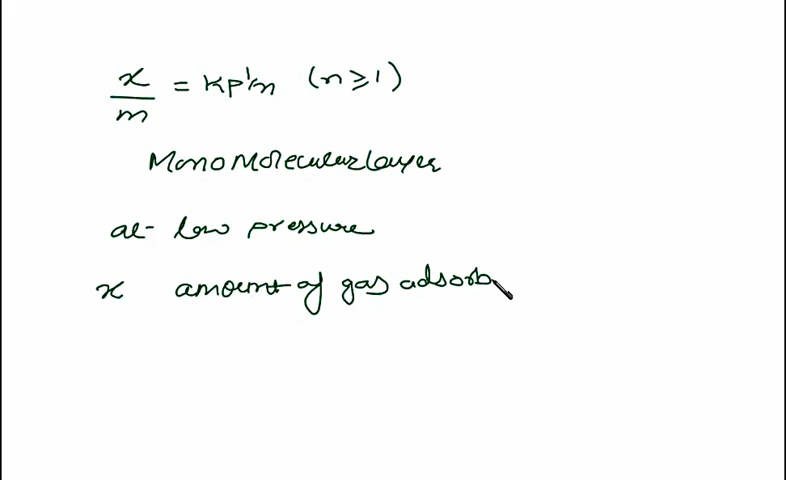 x/m = Kp^1/n (n ≥ 1)
Monomolecular layer
at low pressure
x amount of gas adsorb